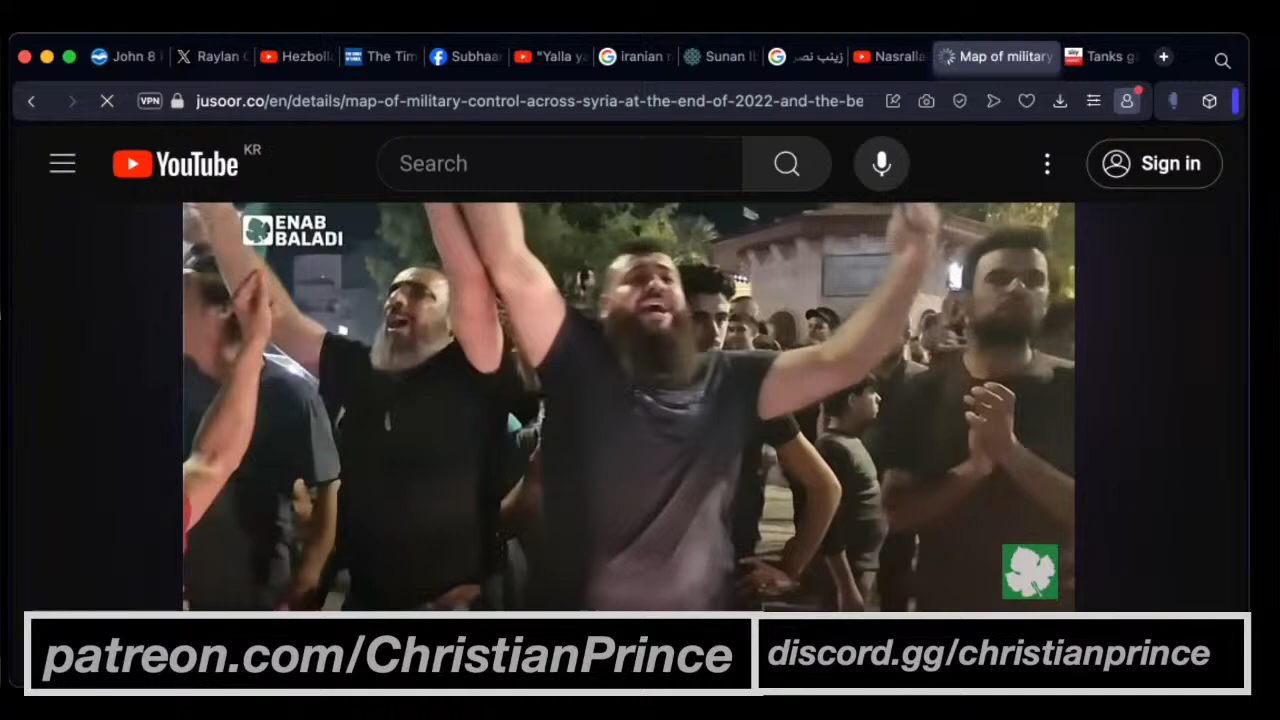 John 8
Raylan
Hezboll
The Tim
Subhaa
"Yalla y
iranian
Sunan I
زينب نصر
Nasralla
Map of military
Tanks g
VPN
jusoor.co/en/details/map-of-military-control-across-syria-at-the-end-of-2022-and-the-be
YouTube KR
Search
Sign in
ENAB
BALADI
patreon.com/ChristianPrince
discord.gg/christianprince